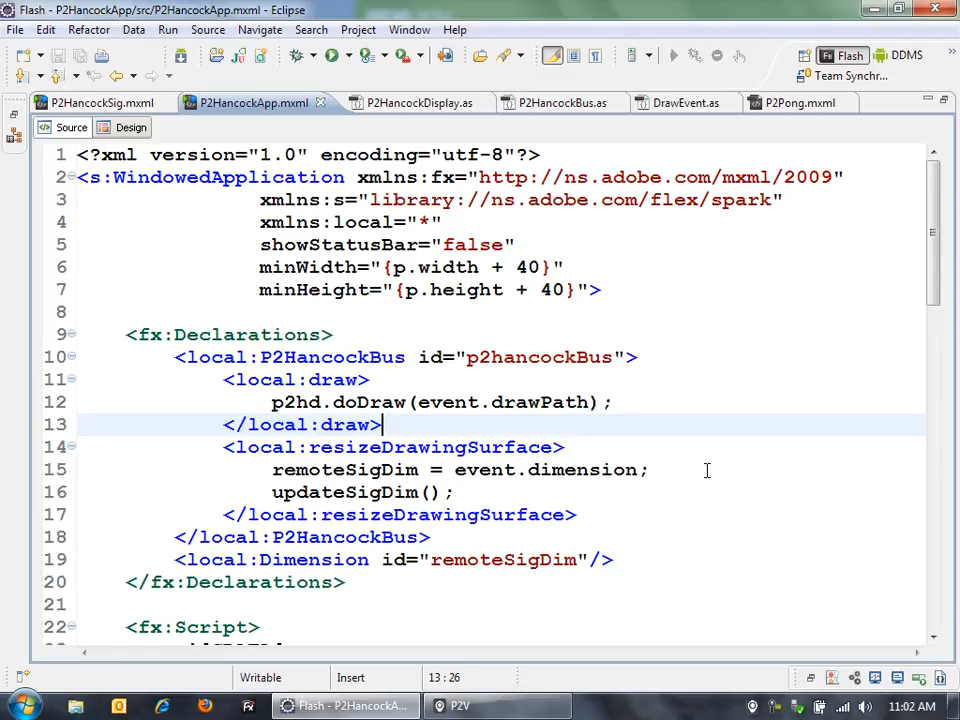 Flash - P2HancockApp/src/P2HancockApp.mxml - Eclipse
File Edit Refactor Data Run Source Navigate Search Project Window Help
Flash DDMS
Team Synchr...
P2HancockSig.mxml P2HancockApp.mxml P2HancockDisplay.as P2HancockBus.as DrawEvent.as P2Pong.mxml
Source Design
1 <?xml version="1.0" encoding="utf-8"?>
2 <s:WindowedApplication xmlns:fx="http://ns.adobe.com/mxml/2009"
3 xmlns:s="library://ns.adobe.com/flex/spark"
4 xmlns:local="*"
5 showStatusBar="false"
6 minWidth="{p.width + 40}"
7 minHeight="{p.height + 40}">
8
9 <fx:Declarations>
10 <local:P2HancockBus id="p2hancockBus">
11 <local:draw>
12 p2hd.doDraw(event.drawPath);
13 </local:draw>
14 <local:resizeDrawingSurface>
15 remoteSigDim = event.dimension;
16 updateSigDim();
17 </local:resizeDrawingSurface>
18 </local:P2HancockBus>
19 <local:Dimension id="remoteSigDim"/>
20 </fx:Declarations>
21
22 <fx:Script>
Writable Insert 13 : 26
Flash - P2HancockA... P2V 11:02 AM